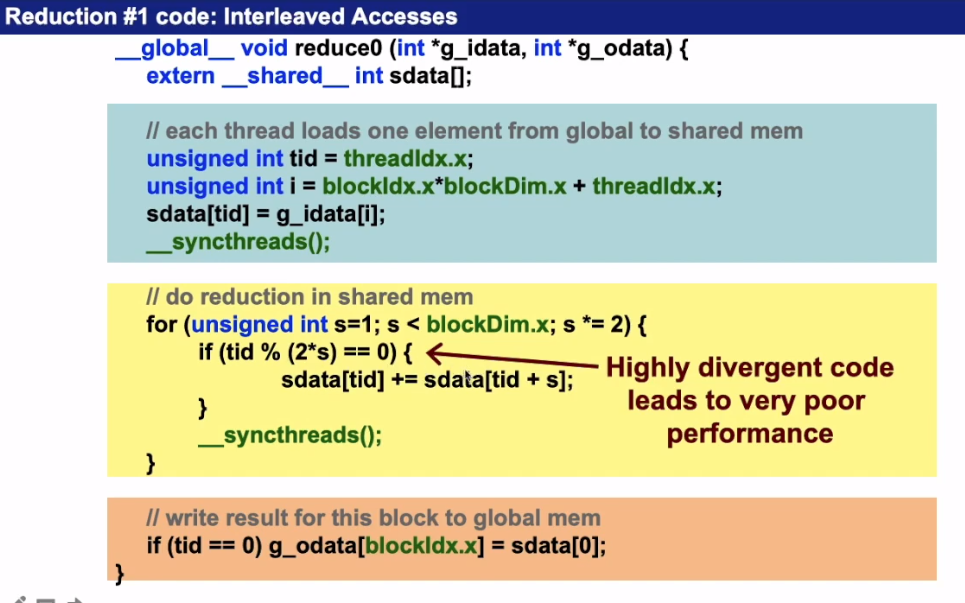 Reduction #1 code: Interleaved Accesses
__global__ void reduce0 (int *g_idata, int *g_odata) {
extern __shared__ int sdata[];
// each thread loads one element from global to shared mem
unsigned int tid = threadIdx.x;
unsigned int i = blockIdx.x*blockDim.x + threadIdx.x;
sdata[tid] = g_idata[i];
__syncthreads();
// do reduction in shared mem
for (unsigned int s=1; s < blockDim.x; s *= 2) {
if (tid % (2*s) == 0) {
sdata[tid] += sdata[tid + s];
}
__syncthreads();
}
Highly divergent code
leads to very poor
performance
// write result for this block to global mem
if (tid == 0) g_odata[blockIdx.x] = sdata[0];
}